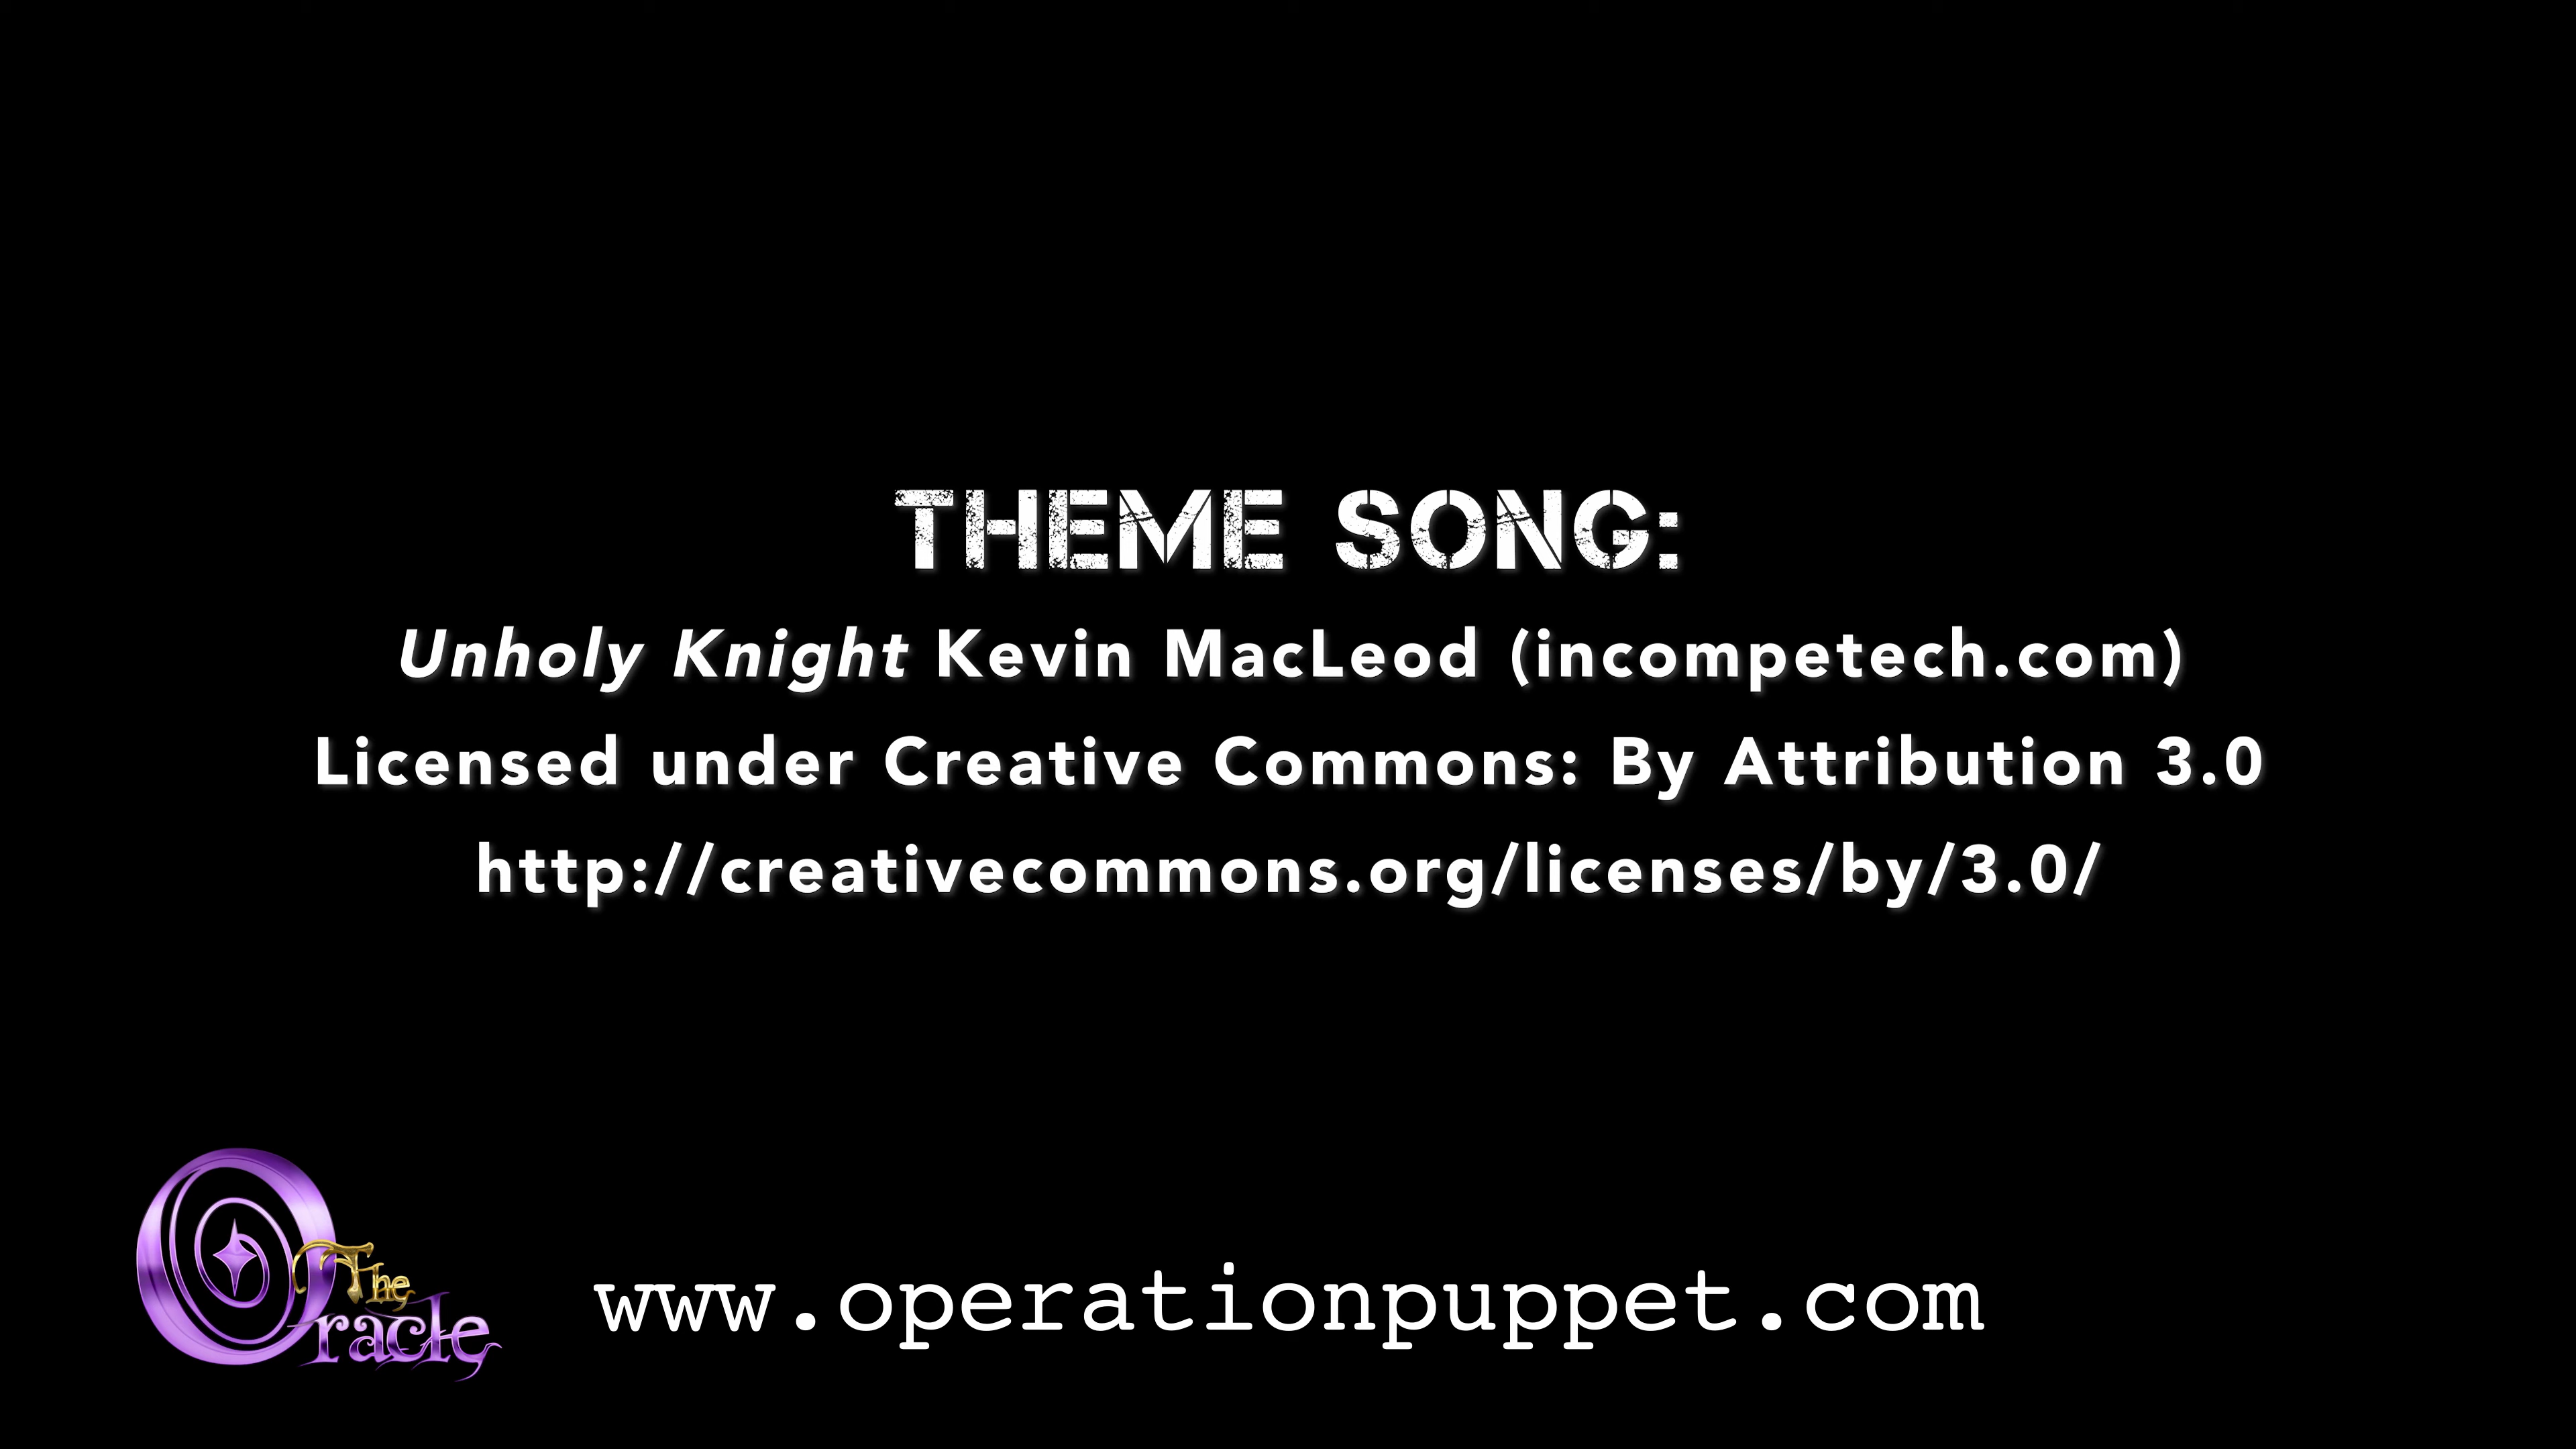 THEME SONG:
Unholy Knight Kevin MacLeod (incompetech.com)
Licensed under Creative Commons: By Attribution 3.0
http://creativecommons.org/licenses/by/3.0/
The
Oracle
www.operationpuppet.com